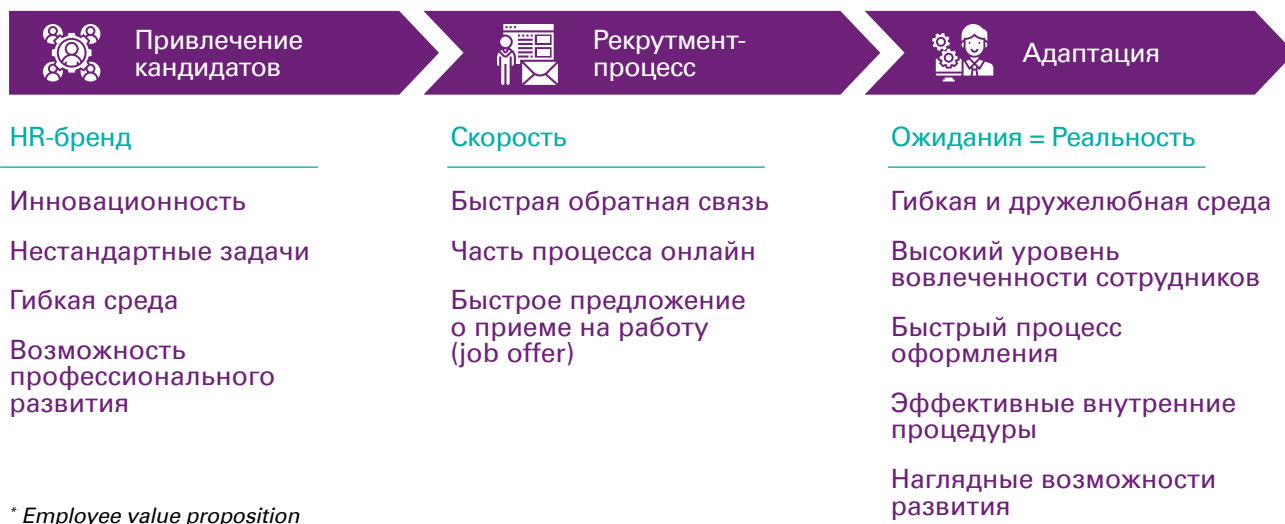 Привлечение
кандидатов
Рекрутмент-
процесс
Адаптация
HR-бренд
Инновационность
Нестандартные задачи
Гибкая среда
Возможность
профессионального
развития
Скорость
Быстрая обратная связь
Часть процесса онлайн
Быстрое предложение
о приеме на работу
(job offer)
Ожидания = Реальность
Гибкая и дружелюбная среда
Высокий уровень
вовлеченности сотрудников
Быстрый процесс
оформления
Эффективные внутренние
процедуры
Наглядные возможности
развития
* Employee value proposition